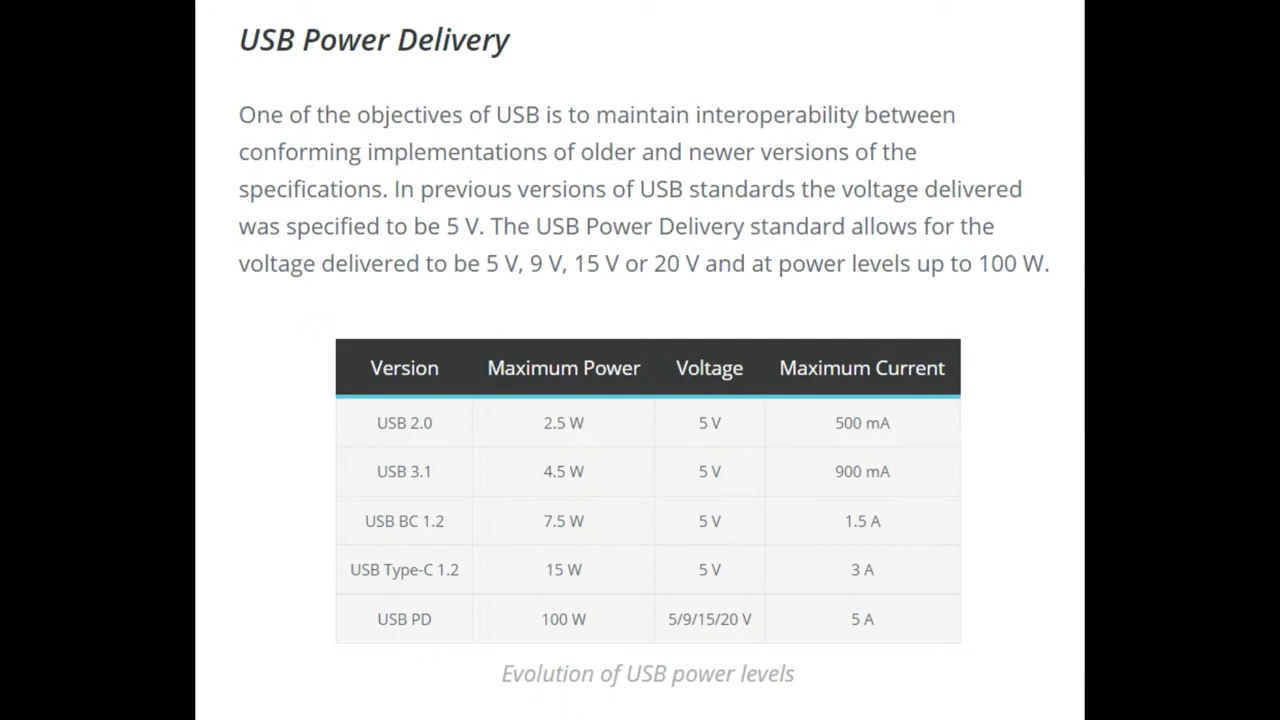 USB Power Delivery
One of the objectives of USB is to maintain interoperability between
conforming implementations of older and newer versions of the
specifications. In previous versions of USB standards the voltage delivered
was specified to be 5 V. The USB Power Delivery standard allows for the
voltage delivered to be 5 V, 9 V, 15 V or 20 V and at power levels up to 100 W.
Version Maximum Power Voltage Maximum Current
USB 2.0 2.5 W 5 V 500 mA
USB 3.1 4.5 W 5 V 900 mA
USB BC 1.2 7.5 W 5 V 1.5 A
USB Type-C 1.2 15 W 5 V 3 A
USB PD 100 W 5/9/15/20 V 5 A
Evolution of USB power levels